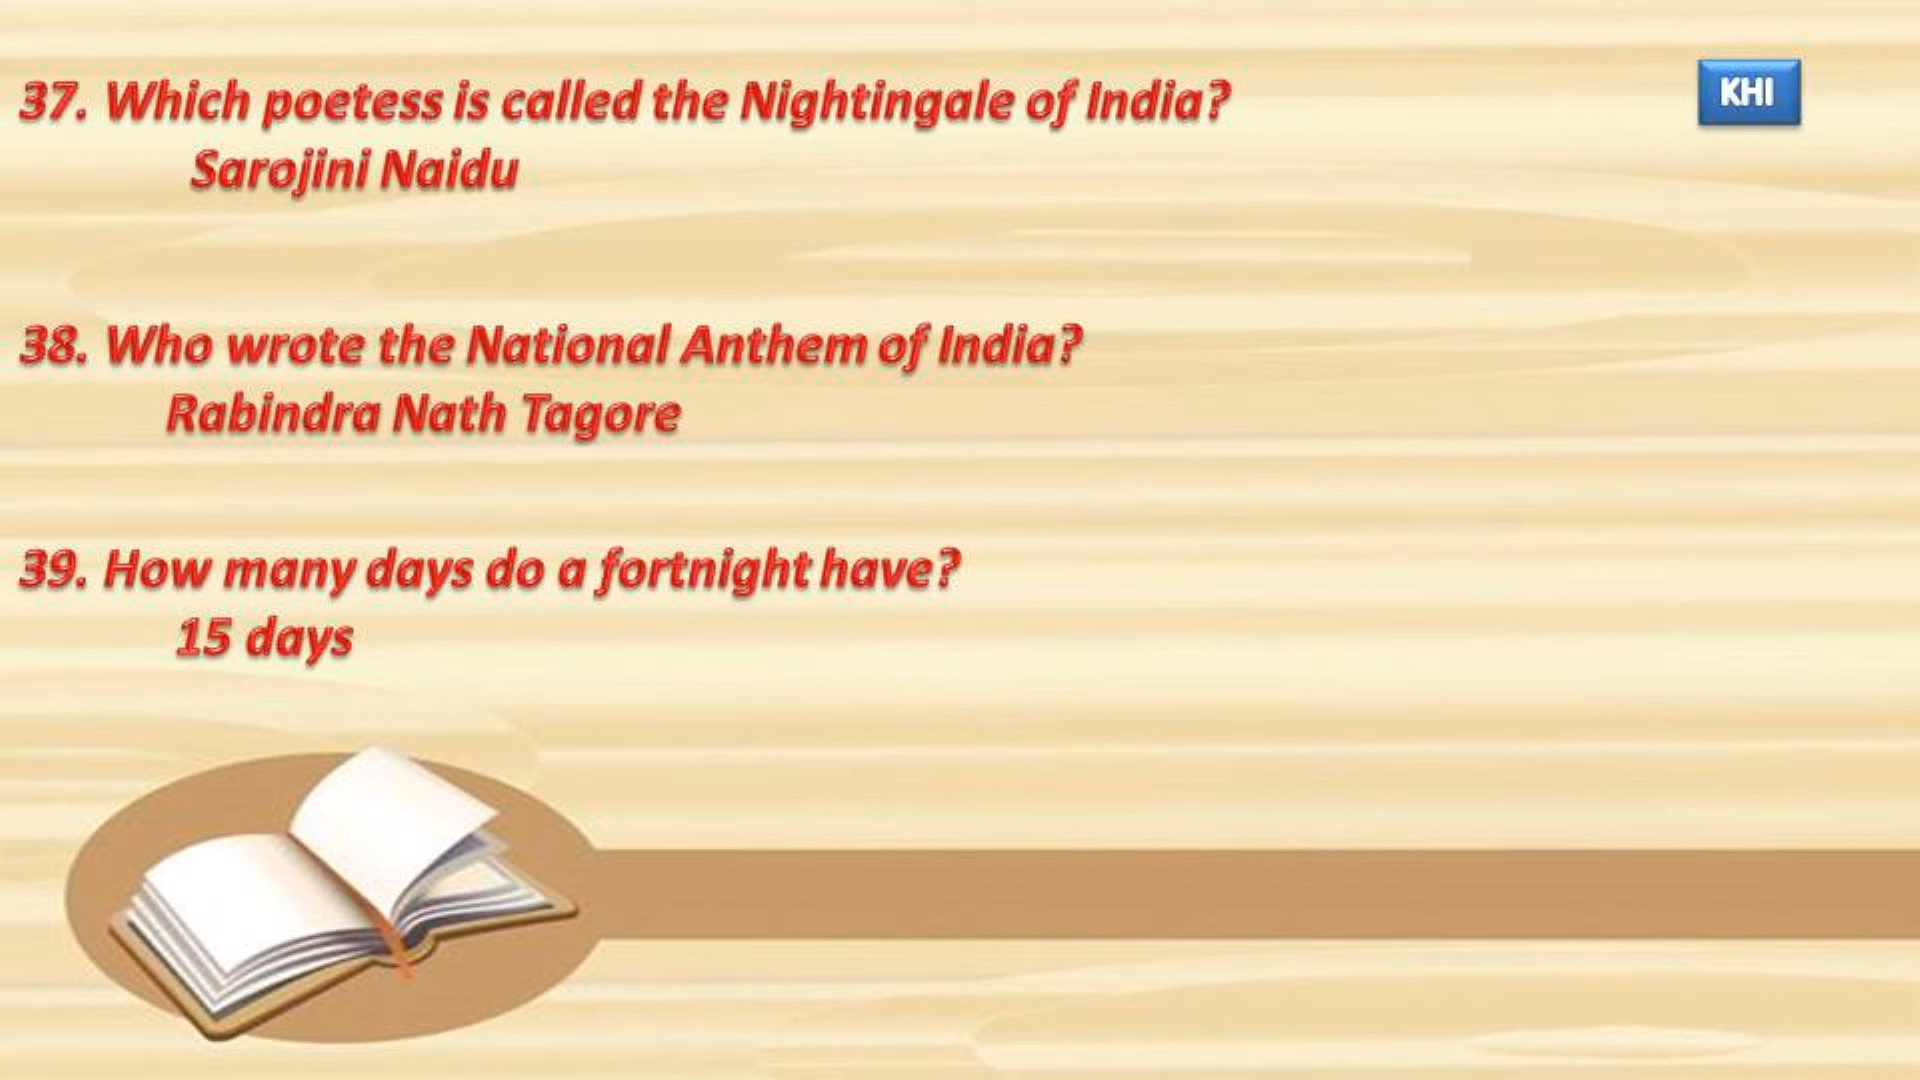 37. Which poetess is called the Nightingale of India?
KHI
Sarojini Naidu
38. Who wrote the National Anthem of India?
Rabindra Nath Tagore
39. How many days do a fortnight have?
15 days